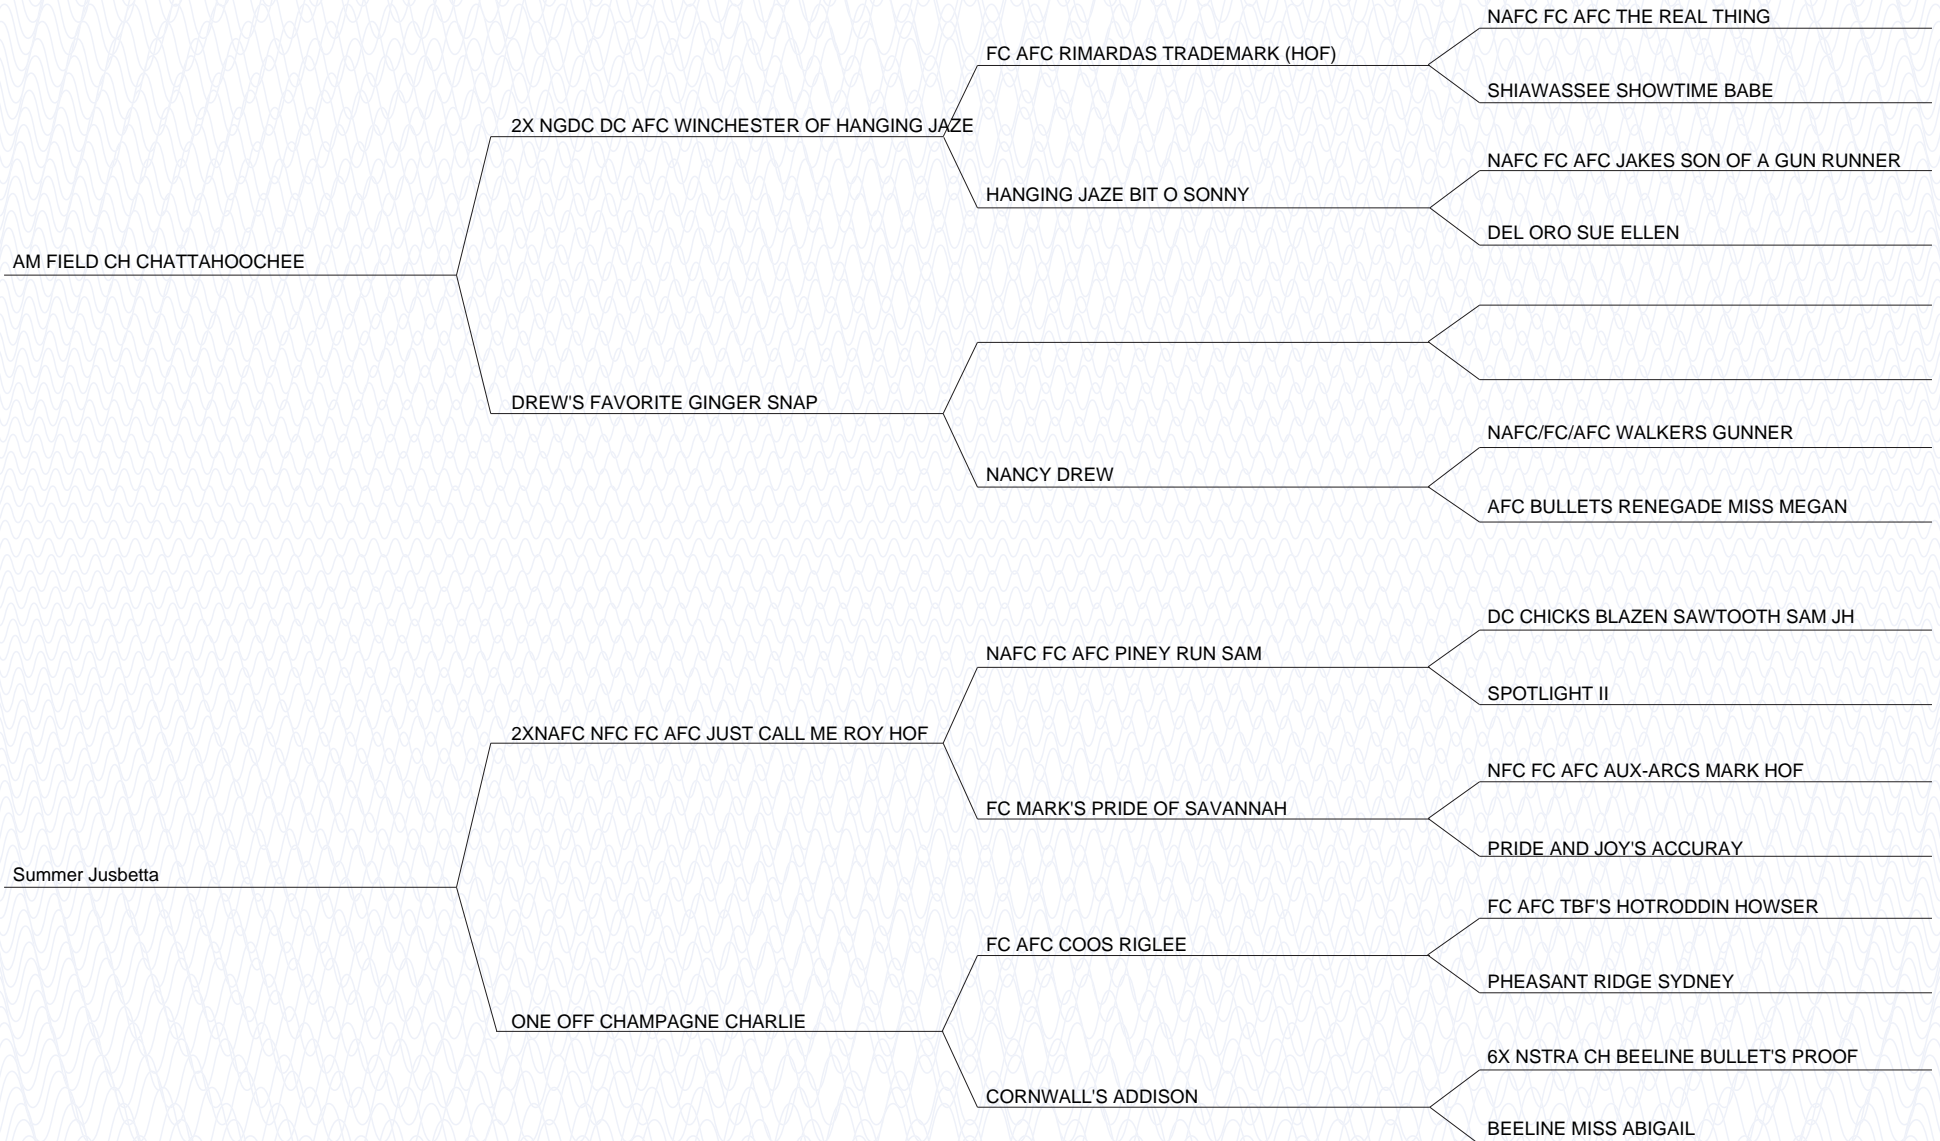 NAFC FC AFC THE REAL THING
FC AFC RIMARDAS TRADEMARK (HOF)
SHIAWASSEE SHOWTIME BABE
2X NGDC DC AFC WINCHESTER OF HANGING JAZE
NAFC FC AFC JAKES SON OF A GUN RUNNER
HANGING JAZE BIT O SONNY
DEL ORO SUE ELLEN
AM FIELD CH CHATTAHOOCHEE
DREW'S FAVORITE GINGER SNAP
NAFC/FC/AFC WALKERS GUNNER
NANCY DREW
AFC BULLETS RENEGADE MISS MEGAN
DC CHICKS BLAZEN SAWTOOTH SAM JH
NAFC FC AFC PINEY RUN SAM
SPOTLIGHT II
2XNAFC NFC FC AFC JUST CALL ME ROY HOF
NFC FC AFC AUX-ARCS MARK HOF
FC MARK'S PRIDE OF SAVANNAH
PRIDE AND JOY'S ACCURAY
Summer Jusbetta
FC AFC TBF'S HOTRODDIN HOWSER
FC AFC COOS RIGLEE
PHEASANT RIDGE SYDNEY
ONE OFF CHAMPAGNE CHARLIE
6X NSTRA CH BEELINE BULLET'S PROOF
CORNWALL'S ADDISON
BEELINE MISS ABIGAIL